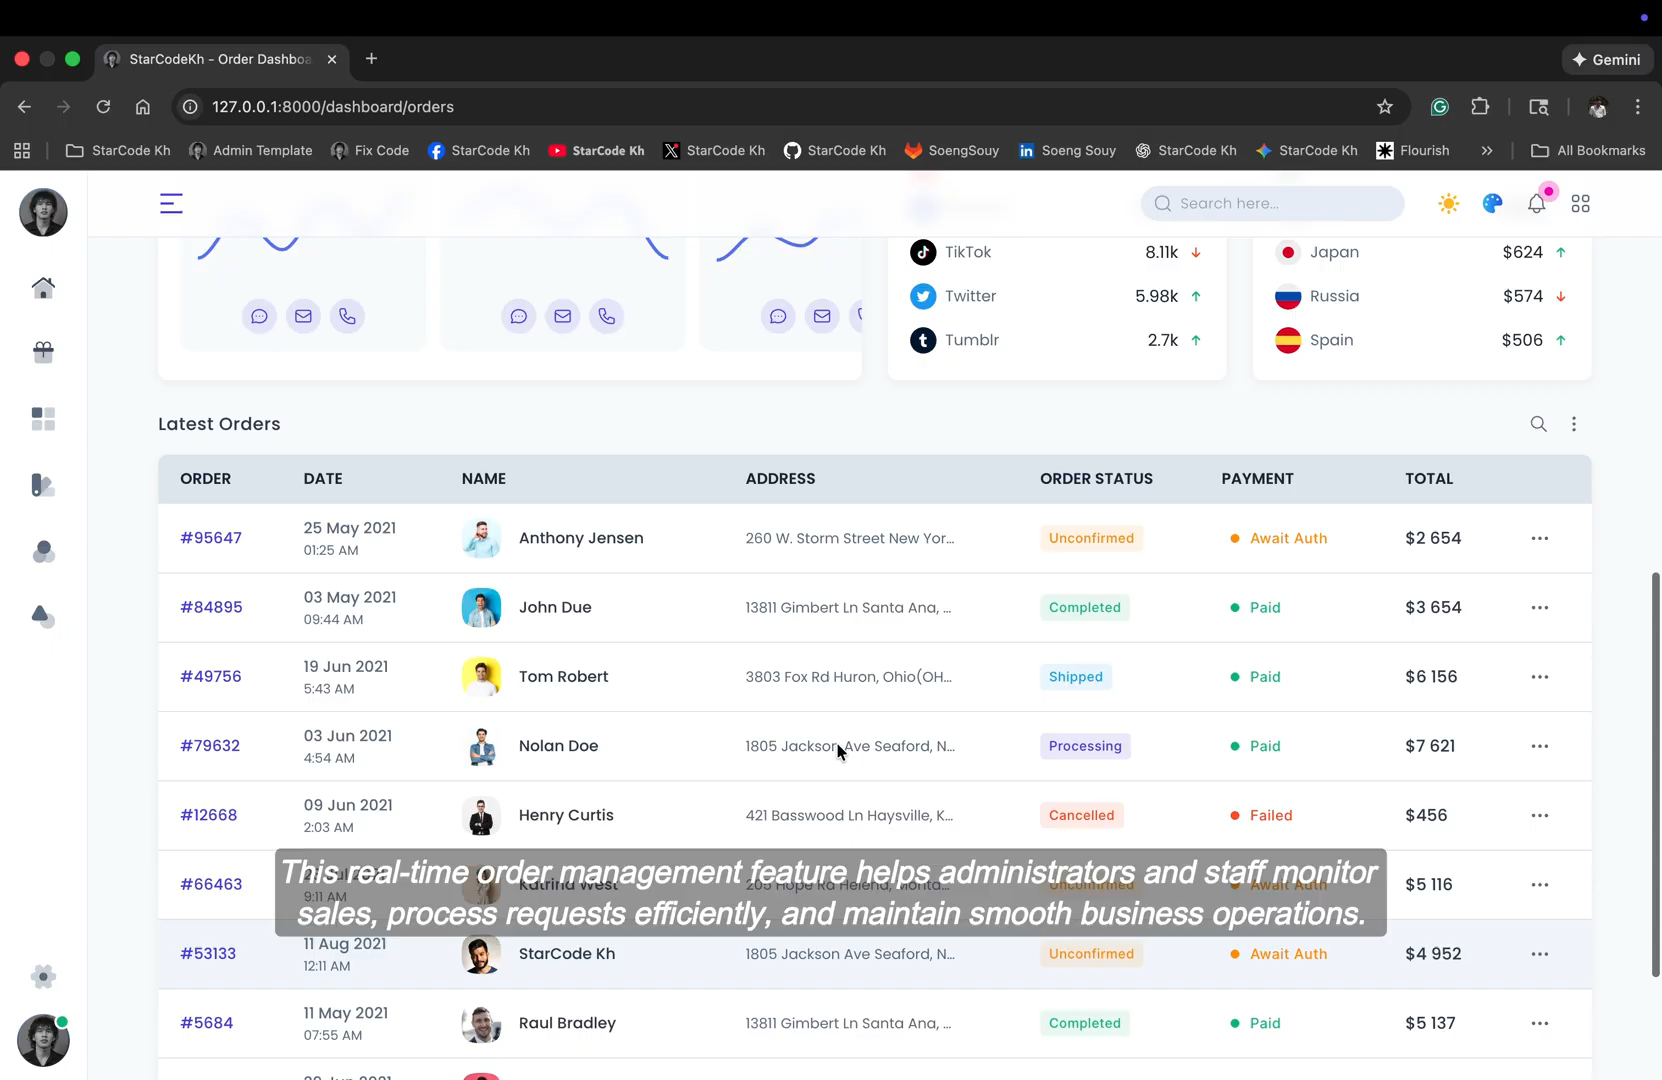 StarCodeKh - Order Dashboa
Gemini
127.0.0.1:8000/dashboard/orders
StarCode Kh
Admin Template
Fix Code
StarCode Kh
StarCode Kh
StarCode Kh
StarCode Kh
SoengSouy
Soeng Souy
StarCode Kh
StarCode Kh
Flourish
All Bookmarks
Search here...
TikTok 8.11k
Twitter 5.98k
Tumblr 2.7k
Japan $624
Russia $574
Spain $506
Latest Orders
ORDER DATE NAME ADDRESS ORDER STATUS PAYMENT TOTAL
#95647 25 May 2021 01:25 AM Anthony Jensen 260 W. Storm Street New Yor... Unconfirmed Await Auth $2 654
#84895 03 May 2021 09:44 AM John Due 13811 Gimbert Ln Santa Ana, ... Completed Paid $3 654
#49756 19 Jun 2021 5:43 AM Tom Robert 3803 Fox Rd Huron, Ohio(OH... Shipped Paid $6 156
#79632 03 Jun 2021 4:54 AM Nolan Doe 1805 Jackson Ave Seaford, N... Processing Paid $7 621
#12668 09 Jun 2021 2:03 AM Henry Curtis 421 Basswood Ln Haysville, K... Cancelled Failed $456
#66463 9:11 AM Katrina West Unconfirmed Await Auth $5 116
This real-time order management feature helps administrators and staff monitor
sales, process requests efficiently, and maintain smooth business operations.
#53133 11 Aug 2021 12:11 AM StarCode Kh 1805 Jackson Ave Seaford, N... Unconfirmed Await Auth $4 952
#5684 11 May 2021 07:55 AM Raul Bradley 13811 Gimbert Ln Santa Ana, ... Completed Paid $5 137